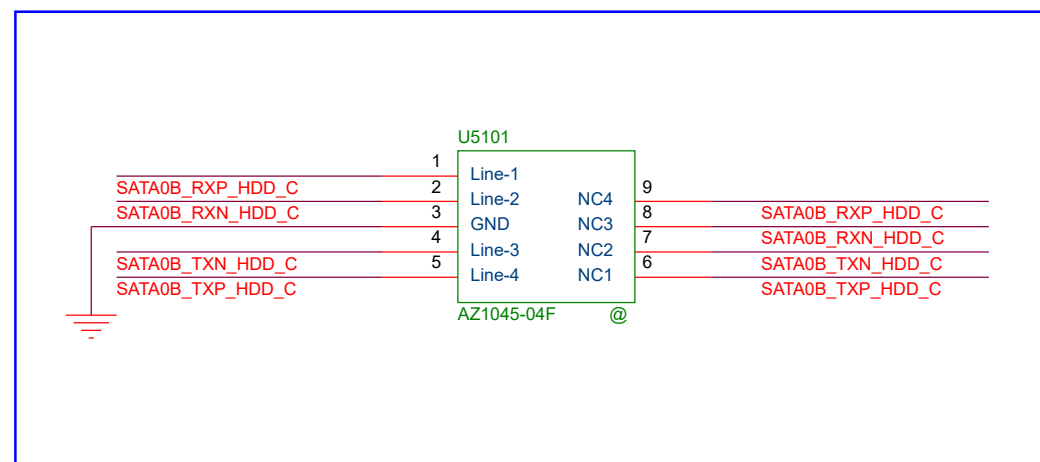 U5101
1
Line-1
SATA0B_RXP_HDD_C
2
Line-2
SATA0B_RXN_HDD_C
3
GND
4
Line-3
SATA0B_TXN_HDD_C
5
Line-4
SATA0B_TXP_HDD_C
9
NC4
SATA0B_RXP_HDD_C
8
NC3
SATA0B_RXN_HDD_C
7
NC2
SATA0B_TXN_HDD_C
6
NC1
SATA0B_TXP_HDD_C
AZ1045-04F @